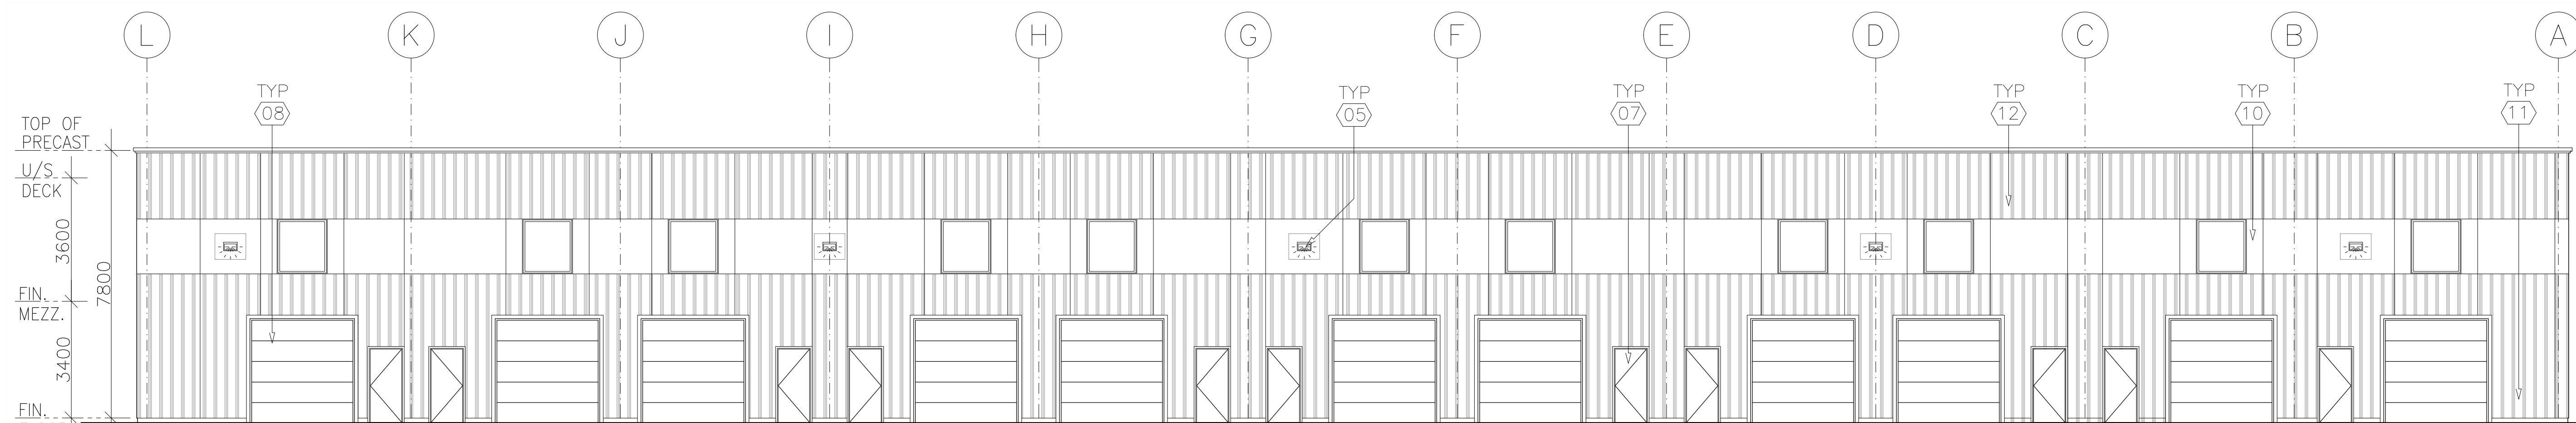 L K J I H G F E D C B A
TYP
08
TYP
05
TYP
07
TYP
12
TYP
10
TYP
11
TOP OF
PRECAST
U/S
DECK
3600
7800
FIN.
MEZZ.
3400
FIN.